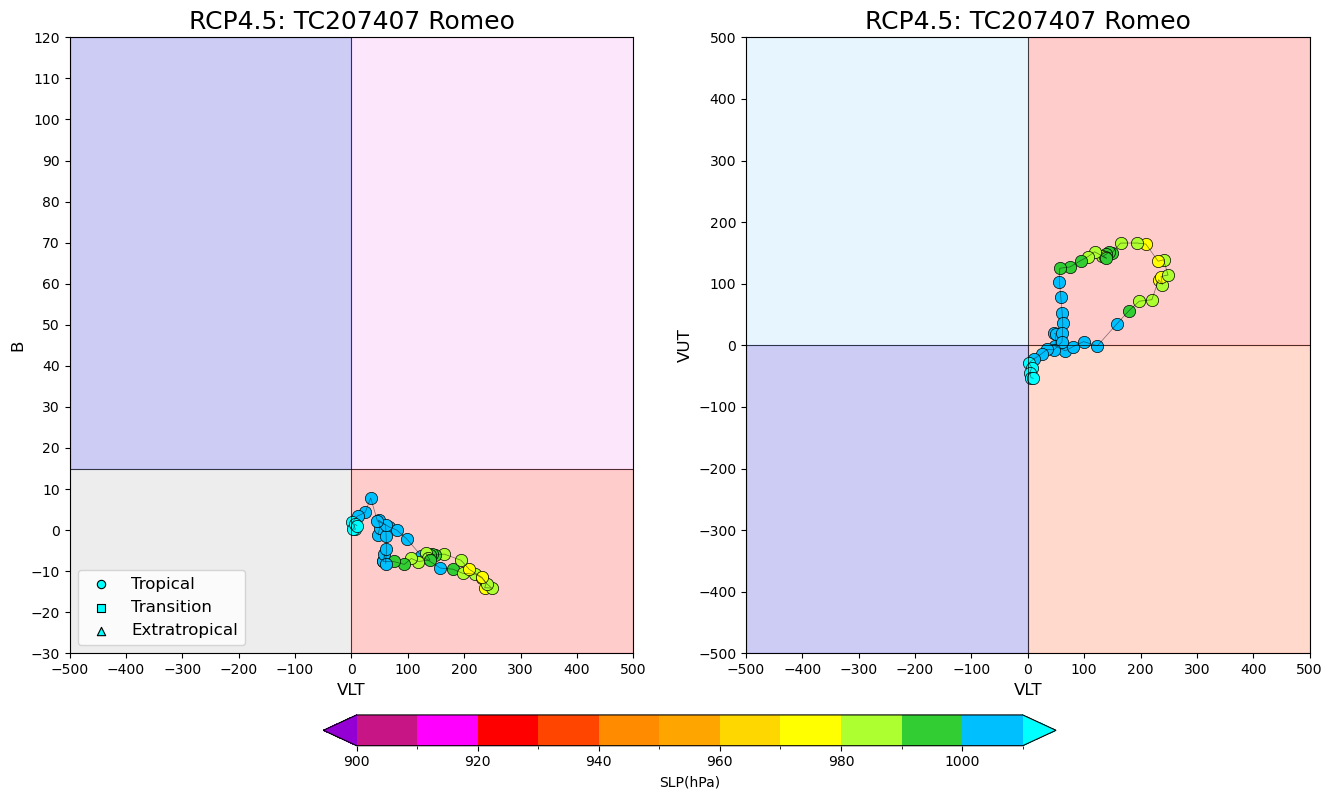 RCP4.5: TC207407 Romeo
120
110
100
90
80
70
60
50
40
30
20
10
0
−10
−20
−30
B
Tropical
Transition
Extratropical
−500 −400 −300 −200 −100 0 100 200 300 400 500
VLT
RCP4.5: TC207407 Romeo
500
400
300
200
100
0
−100
−200
−300
−400
−500
VUT
−500 −400 −300 −200 −100 0 100 200 300 400 500
VLT
900 920 940 960 980 1000
SLP(hPa)